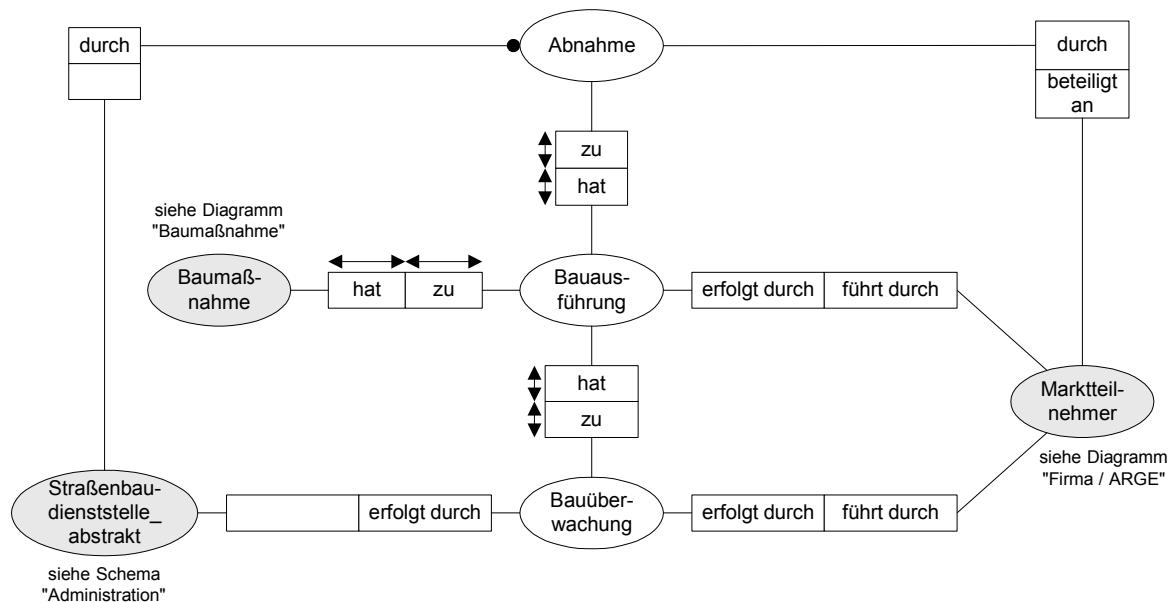 durch
Abnahme
durch
beteiligt
an
zu
hat
siehe Diagramm
"Baumaßnahme"
Baumaß-
nahme
hat
zu
Bauaus-
führung
erfolgt durch
führt durch
hat
zu
Marktteil-
nehmer
siehe Diagramm
"Firma / ARGE"
Straßenbau-
dienststelle_
abstrakt
erfolgt durch
Bauüber-
wachung
erfolgt durch
führt durch
siehe Schema
"Administration"